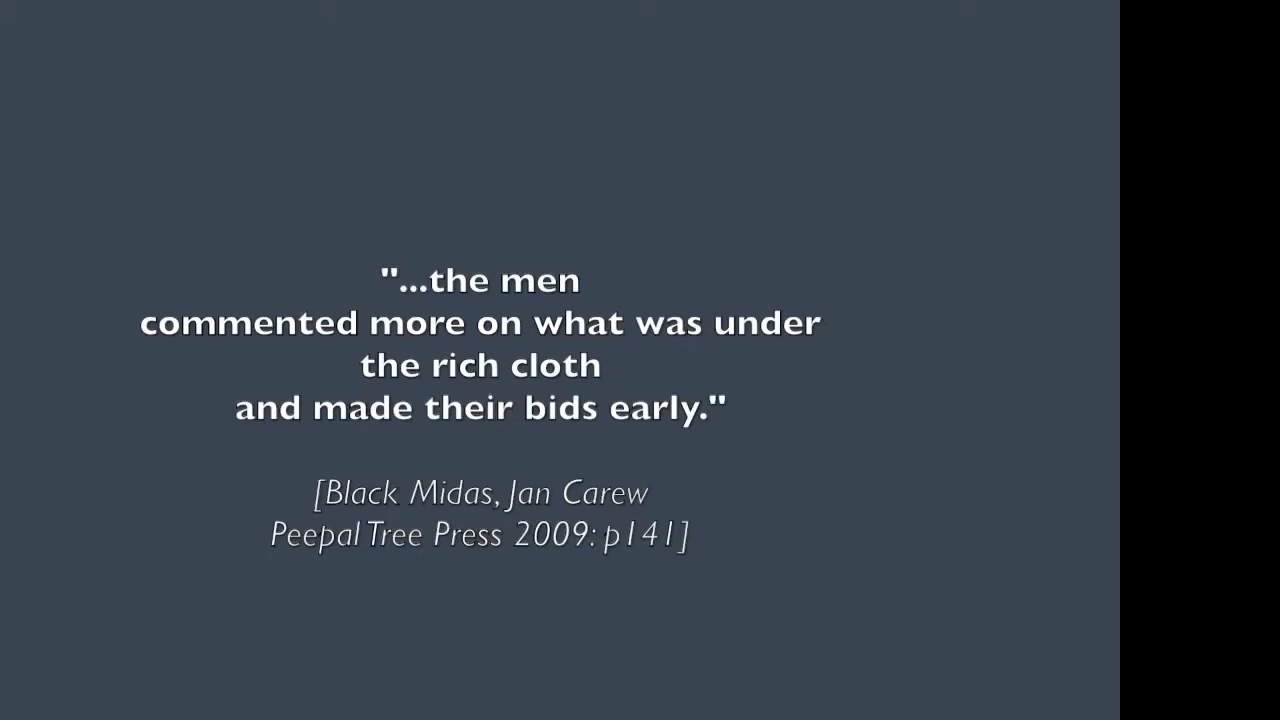 "...the men
commented more on what was under
the rich cloth
and made their bids early."
[Black Midas, Jan Carew
Peepal Tree Press 2009: p141]